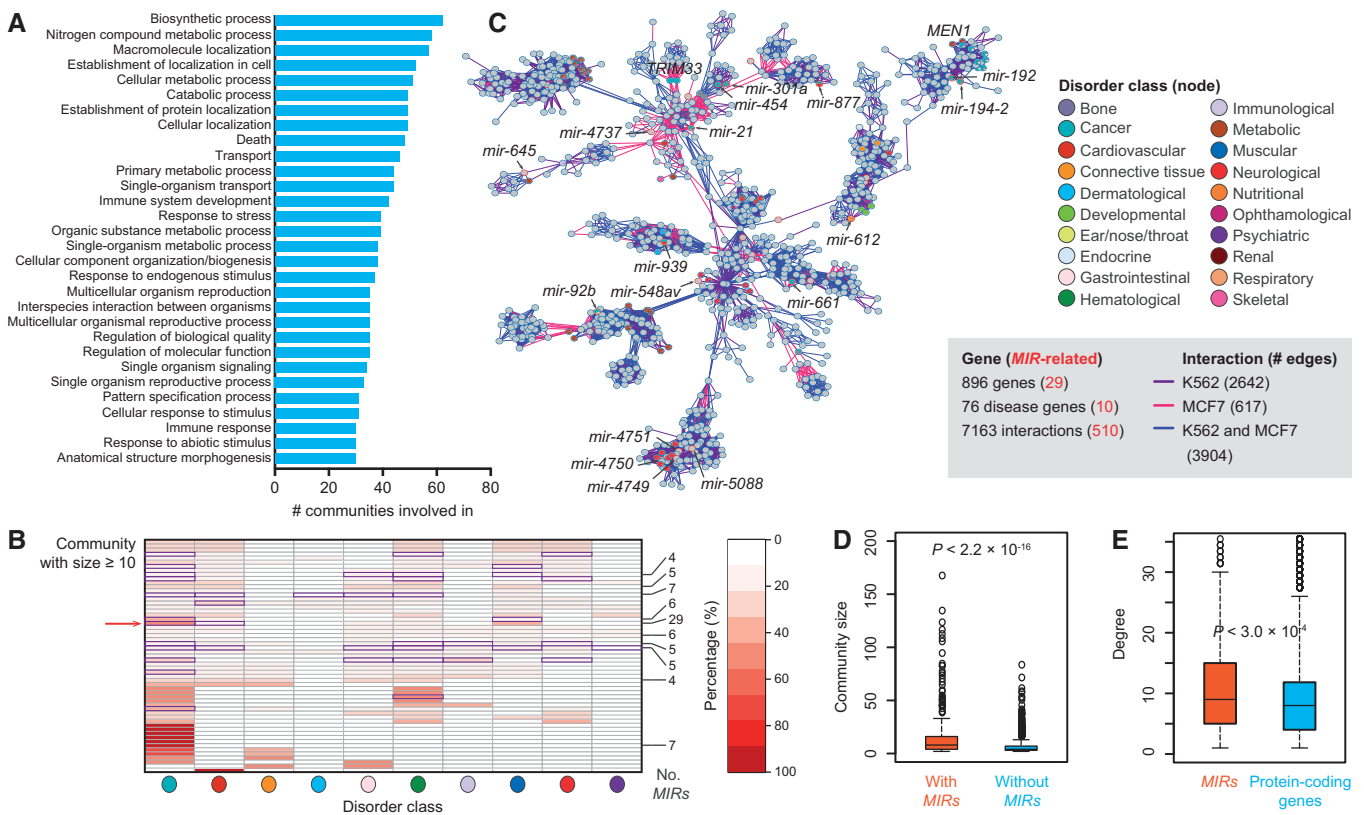 A
Biosynthetic process
Nitrogen compound metabolic process
Macromolecule localization
Establishment of localization in cell
Cellular metabolic process
Catabolic process
Establishment of protein localization
Cellular localization
Death
Transport
Primary metabolic process
Single-organism transport
Immune system development
Response to stress
Organic substance metabolic process
Single-organism metabolic process
Cellular component organization/biogenesis
Response to endogenous stimulus
Multicellular organism reproduction
Interspecies interaction between organisms
Multicellular organismal reproductive process
Regulation of biological quality
Regulation of molecular function
Single organism signaling
Single organism reproductive process
Pattern specification process
Cellular response to stimulus
Immune response
Response to abiotic stimulus
Anatomical structure morphogenesis
0 20 40 60 80
# communities involved in
C
MEN1
TRIM33
mir-192
mir-301a
mir-454
mir-877
mir-194-2
mir-4737
mir-21
mir-645
mir-612
mir-939
mir-92b
mir-548av
mir-661
mir-4751
mir-4750
mir-4749
mir-5088
Disorder class (node)
Bone
Cancer
Cardiovascular
Connective tissue
Dermatological
Developmental
Ear/nose/throat
Endocrine
Gastrointestinal
Hematological
Immunological
Metabolic
Muscular
Neurological
Nutritional
Ophthamological
Psychiatric
Renal
Respiratory
Skeletal
Gene (MIR-related)
896 genes (29)
76 disease genes (10)
7163 interactions (510)
Interaction (# edges)
K562 (2642)
MCF7 (617)
K562 and MCF7
(3904)
B
Community
with size ≥ 10
4
5
7
6
29
6
5
5
4
7
No.
MIRs
Disorder class
Percentage (%)
0
20
40
60
80
100
D
P < 2.2 × 10-16
Community size
200
150
100
50
0
With
MIRs
Without
MIRs
E
P < 3.0 × 10-4
Degree
30
20
10
0
MIRs
Protein-coding
genes